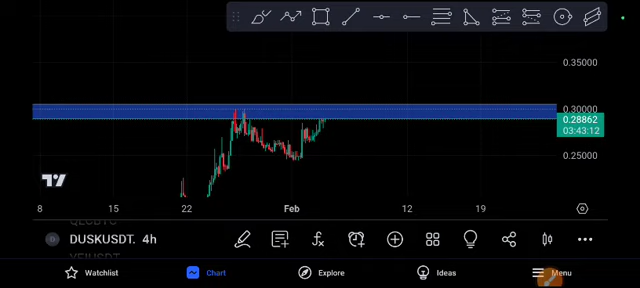 0.35000
0.30000
0.28862
03:43:12
0.25000
8 15 22 Feb 12 19
DUSKUSDT. 4h
Watchlist Chart Explore Ideas Menu